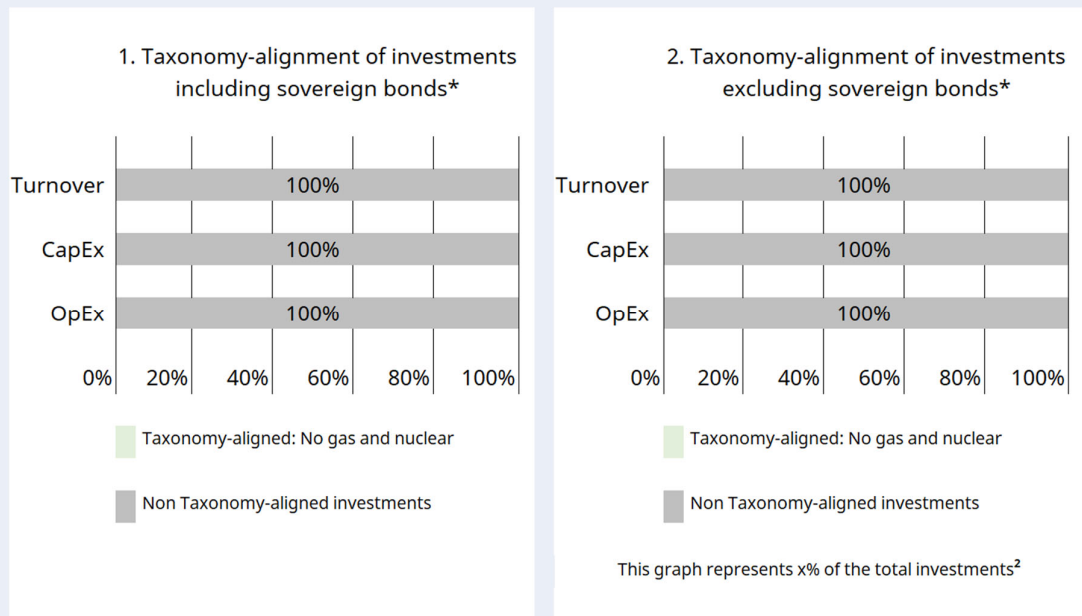 1. Taxonomy-alignment of investments
including sovereign bonds*
Turnover 100%
CapEx 100%
OpEx 100%
0% 20% 40% 60% 80% 100%
Taxonomy-aligned: No gas and nuclear
Non Taxonomy-aligned investments
2. Taxonomy-alignment of investments
excluding sovereign bonds*
Turnover 100%
CapEx 100%
OpEx 100%
0% 20% 40% 60% 80% 100%
Taxonomy-aligned: No gas and nuclear
Non Taxonomy-aligned investments
This graph represents x% of the total investments²